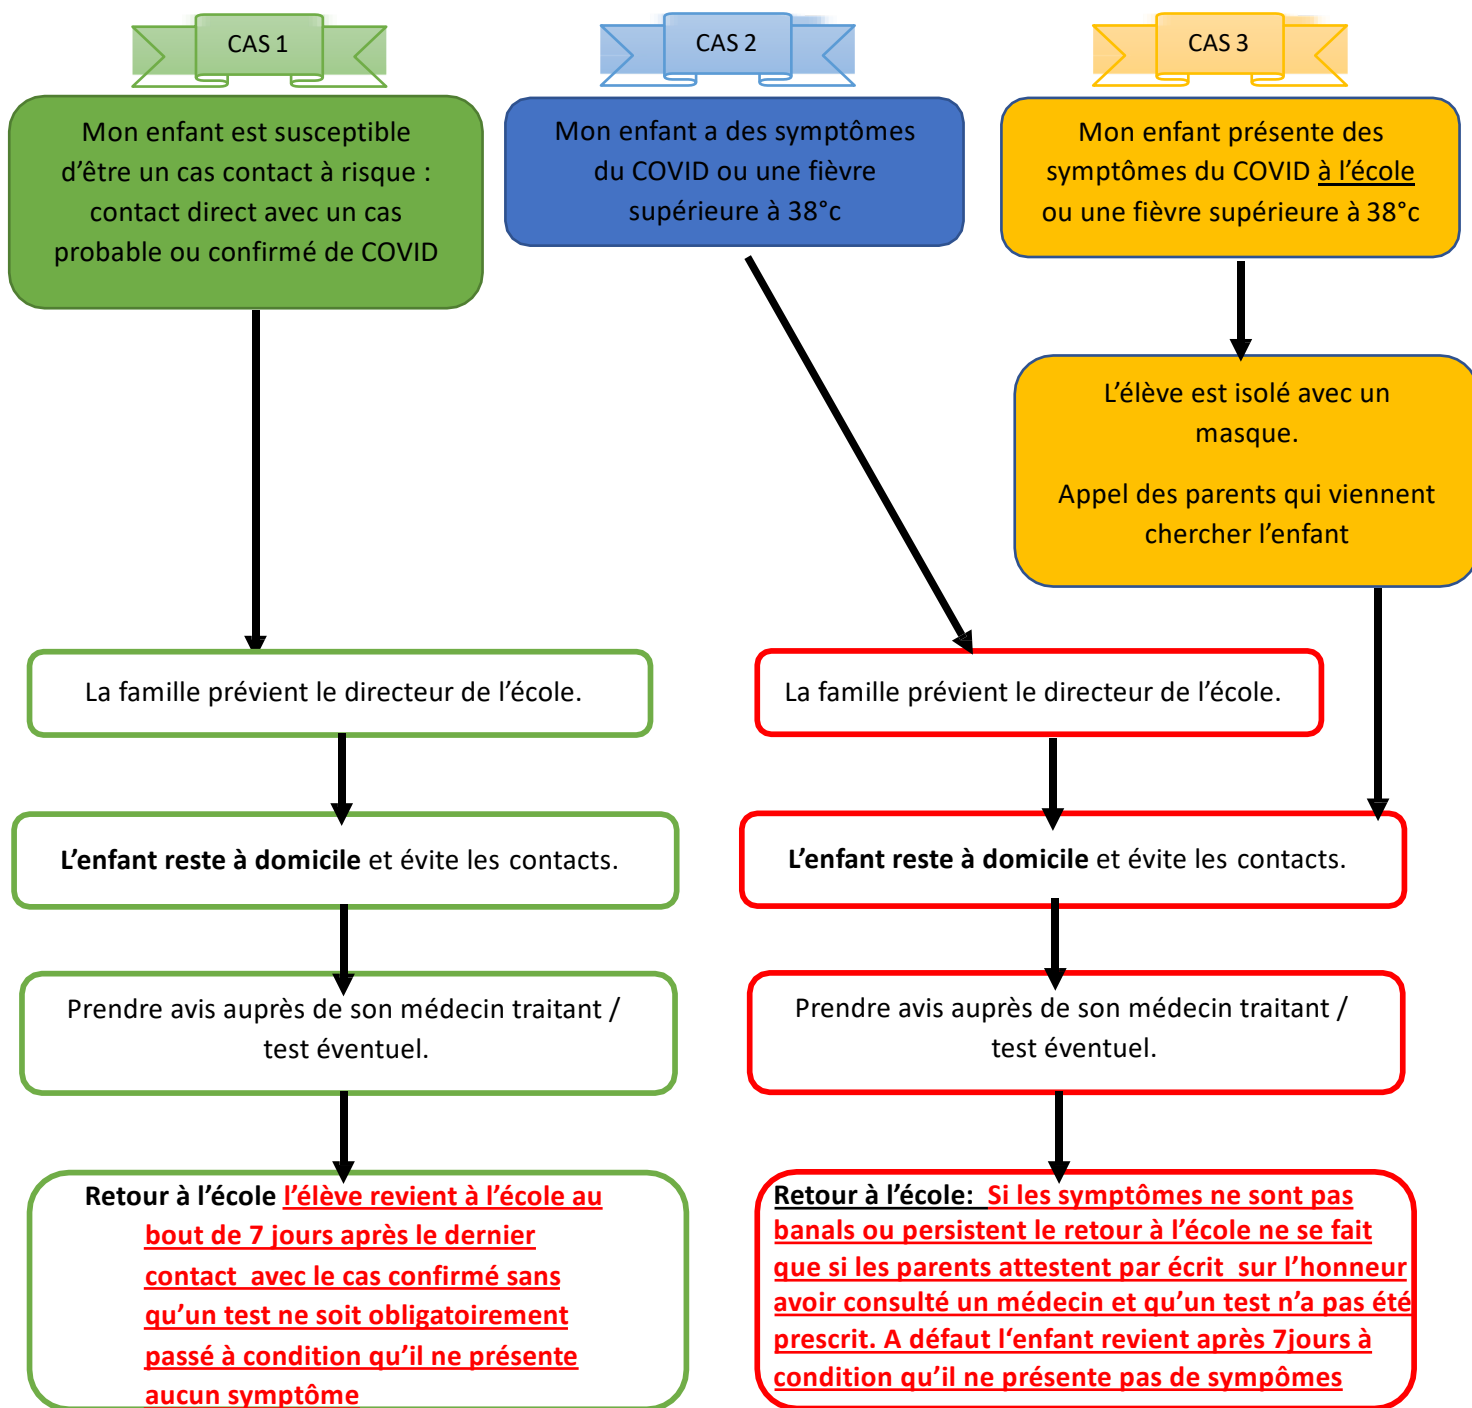 CAS 1
CAS 2
CAS 3
Mon enfant est susceptible
d’être un cas contact à risque :
contact direct avec un cas
probable ou confirmé de COVID
Mon enfant a des symptômes
du COVID ou une fièvre
supérieure à 38°c
Mon enfant présente des
symptômes du COVID à l’école
ou une fièvre supérieure à 38°c
L’élève est isolé avec un
masque.
Appel des parents qui viennent
chercher l’enfant
La famille prévient le directeur de l’école.
La famille prévient le directeur de l’école.
L’enfant reste à domicile et évite les contacts.
L’enfant reste à domicile et évite les contacts.
Prendre avis auprès de son médecin traitant /
test éventuel.
Prendre avis auprès de son médecin traitant /
test éventuel.
Retour à l’école l’élève revient à l’école au
bout de 7 jours après le dernier
contact avec le cas confirmé sans
qu’un test ne soit obligatoirement
passé à condition qu’il ne présente
aucun symptôme
Retour à l’école: Si les symptômes ne sont pas
banals ou persistent le retour à l’école ne se fait
que si les parents attestent par écrit sur l’honneur
avoir consulté un médecin et qu’un test n’a pas été
prescrit. A défaut l‘enfant revient après 7jours à
condition qu’il ne présente pas de sympômes